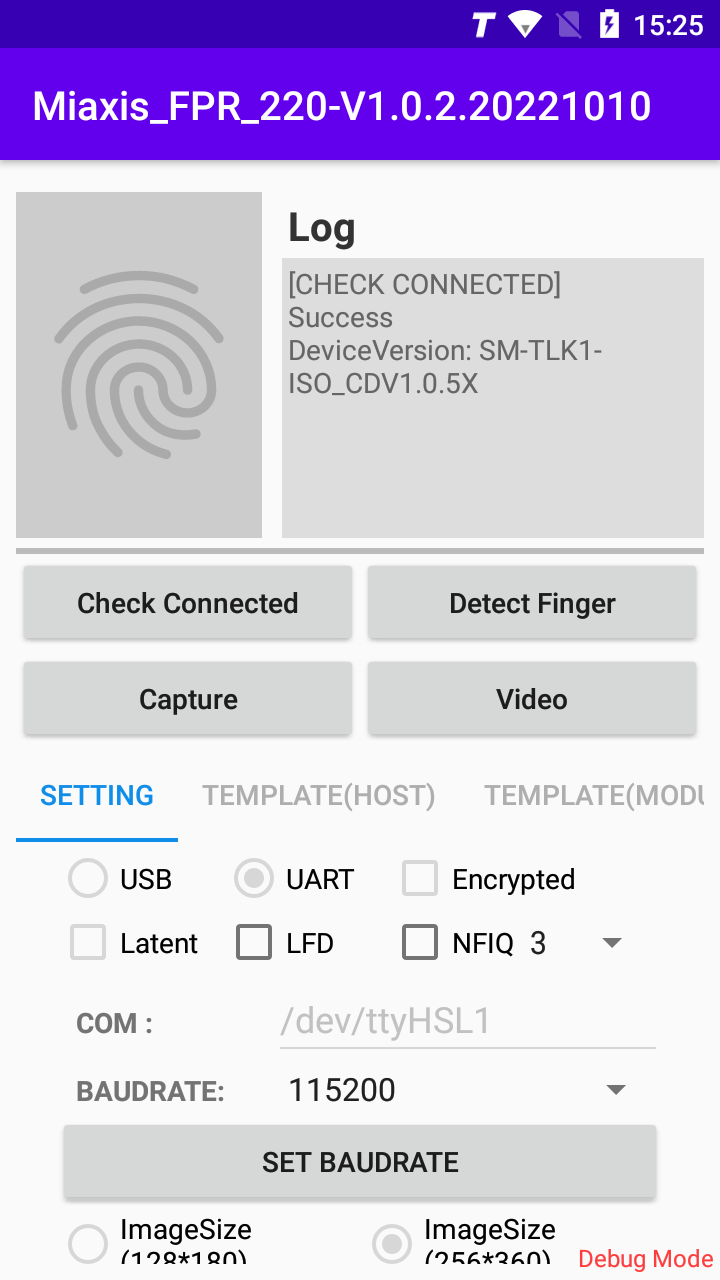 15:25
Miaxis_FPR_220-V1.0.2.20221010
Log
[CHECK CONNECTED]
Success
DeviceVersion: SM-TLK1-
ISO_CDV1.0.5X
Check Connected Detect Finger
Capture Video
SETTING TEMPLATE(HOST) TEMPLATE(MODU
USB UART Encrypted
Latent LFD NFIQ 3
COM : /dev/ttyHSL1
BAUDRATE: 115200
SET BAUDRATE
ImageSize ImageSize
(128*180) (256*360)
Debug Mode